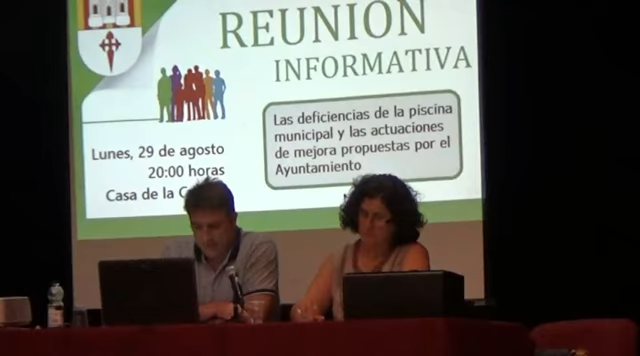 REUNIÓN
INFORMATIVA
Las deficiencias de la piscina
municipal y las actuaciones
de mejora propuestas por el
Ayuntamiento
Lunes, 29 de agosto
20:00 horas
Casa de la